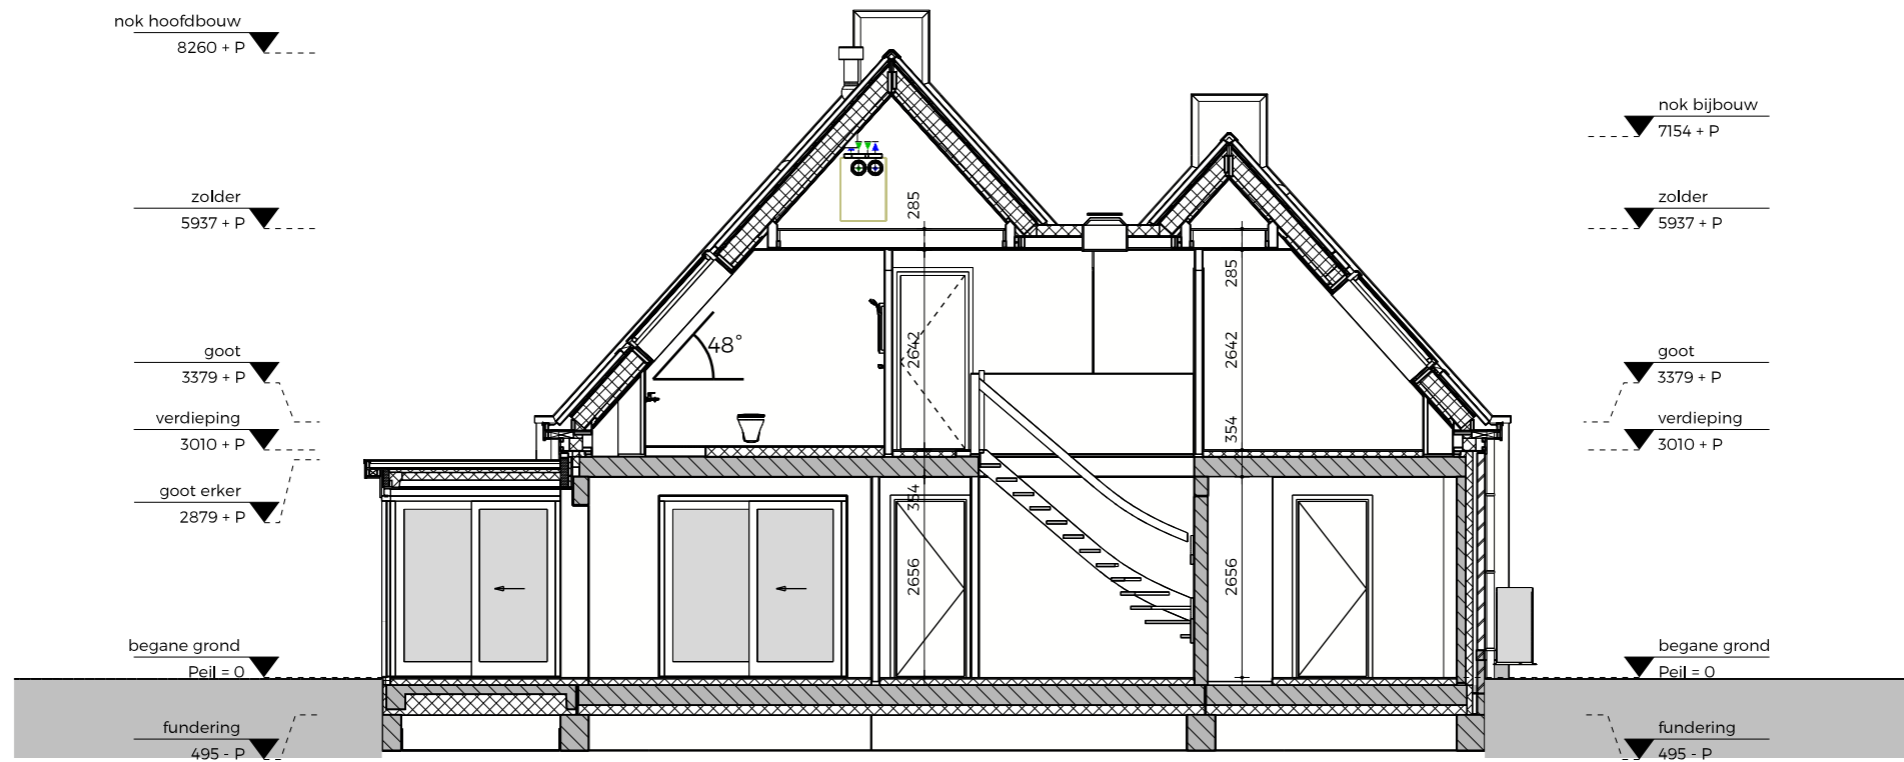 nok hoofdbouw
8260 + P
zolder
5937 + P
goot
3379 + P
verdieping
3010 + P
goot erker
2879 + P
begane grond
Peil = 0
fundering
495 - P
285
2642
354
2656
48°
285
2642
354
2656
nok bijbouw
7154 + P
zolder
5937 + P
goot
3379 + P
verdieping
3010 + P
begane grond
Peil = 0
fundering
495 - P